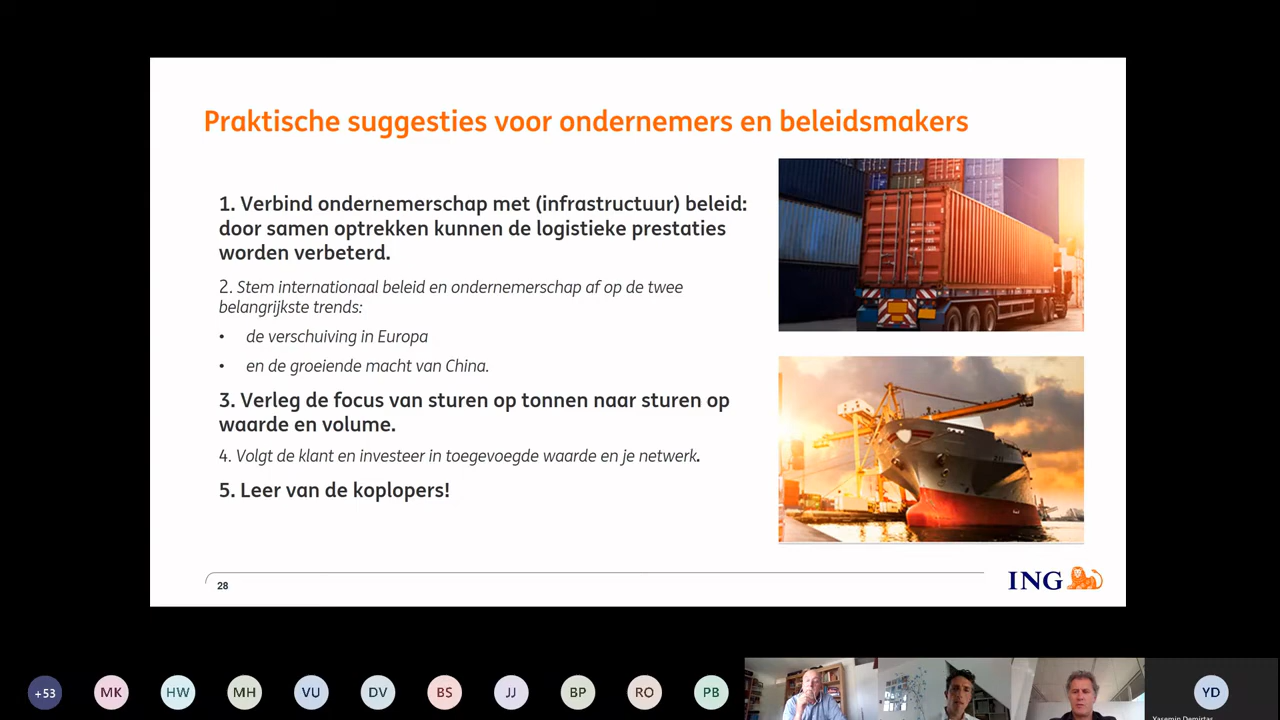 Praktische suggesties voor ondernemers en beleidsmakers
1. Verbind ondernemerschap met (infrastructuur) beleid:
door samen optrekken kunnen de logistieke prestaties
worden verbeterd.
2. Stem internationaal beleid en ondernemerschap af op de twee
belangrijkste trends:
• de verschuiving in Europa
• en de groeiende macht van China.
3. Verleg de focus van sturen op tonnen naar sturen op
waarde en volume.
4. Volgt de klant en investeer in toegevoegde waarde en je netwerk.
5. Leer van de koplopers!
28
ING
+53
MK
HW
MH
VU
DV
BS
JJ
BP
RO
PB
YD
Yasemin Demirtas